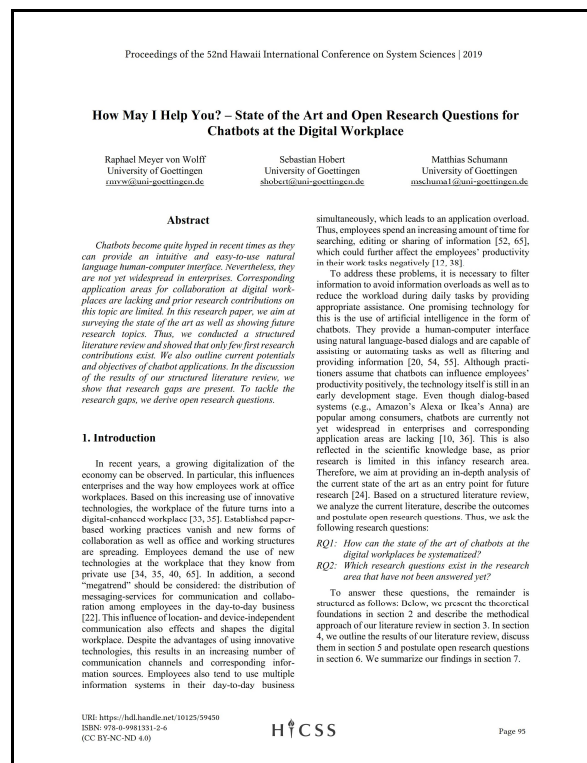 Proceedings of the 52nd Hawaii International Conference on System Sciences | 2019
How May I Help You? – State of the Art and Open Research Questions for
Chatbots at the Digital Workplace
Raphael Meyer von Wolff
University of Goettingen
rmvw@uni-goettingen.de
Sebastian Hobert
University of Goettingen
shobert@uni-goettingen.de
Matthias Schumann
University of Goettingen
mschuma1@uni-goettingen.de
Abstract
Chatbots become quite hyped in recent times as they
can provide an intuitive and easy-to-use natural
language human-computer interface. Nevertheless, they
are not yet widespread in enterprises. Corresponding
application areas for collaboration at digital work-
places are lacking and prior research contributions on
this topic are limited. In this research paper, we aim at
surveying the state of the art as well as showing future
research topics. Thus, we conducted a structured
literature review and showed that only few first research
contributions exist. We also outline current potentials
and objectives of chatbot applications. In the discussion
of the results of our structured literature review, we
show that research gaps are present. To tackle the
research gaps, we derive open research questions.
1. Introduction
In recent years, a growing digitalization of the
economy can be observed. In particular, this influences
enterprises and the way how employees work at office
workplaces. Based on this increasing use of innovative
technologies, the workplace of the future turns into a
digital-enhanced workplace [33, 35]. Established paper-
based working practices vanish and new forms of
collaboration as well as office and working structures
are spreading. Employees demand the use of new
technologies at the workplace that they know from
private use [34, 35, 40, 65]. In addition, a second
“megatrend” should be considered: the distribution of
messaging-services for communication and collabo-
ration among employees in the day-to-day business
[22]. This influence of location- and device-independent
communication also effects and shapes the digital
workplace. Despite the advantages of using innovative
technologies, this results in an increasing number of
communication channels and corresponding infor-
mation sources. Employees also tend to use multiple
information systems in their day-to-day business
simultaneously, which leads to an application overload.
Thus, employees spend an increasing amount of time for
searching, editing or sharing of information [52, 65],
which could further affect the employees’ productivity
in their work tasks negatively [12, 38].
To address these problems, it is necessary to filter
information to avoid information overloads as well as to
reduce the workload during daily tasks by providing
appropriate assistance. One promising technology for
this is the use of artificial intelligence in the form of
chatbots. They provide a human-computer interface
using natural language-based dialogs and are capable of
assisting or automating tasks as well as filtering and
providing information [20, 54, 55]. Although practi-
tioners assume that chatbots can influence employees’
productivity positively, the technology itself is still in an
early development stage. Even though dialog-based
systems (e.g., Amazon’s Alexa or Ikea’s Anna) are
popular among consumers, chatbots are currently not
yet widespread in enterprises and corresponding
application areas are lacking [10, 36]. This is also
reflected in the scientific knowledge base, as prior
research is limited in this infancy research area.
Therefore, we aim at providing an in-depth analysis of
the current state of the art as an entry point for future
research [24]. Based on a structured literature review,
we analyze the current literature, describe the outcomes
and postulate open research questions. Thus, we ask the
following research questions:
RQ1: How can the state of the art of chatbots at the
digital workplaces be systematized?
RQ2: Which research questions exist in the research
area that have not been answered yet?
To answer these questions, the remainder is
structured as follows: Below, we present the theoretical
foundations in section 2 and describe the methodical
approach of our literature review in section 3. In section
4, we outline the results of our literature review, discuss
them in section 5 and postulate open research questions
in section 6. We summarize our findings in section 7.
URI: https://hdl.handle.net/10125/59450
ISBN: 978-0-9981331-2-6
(CC BY-NC-ND 4.0)
HICSS
Page 95